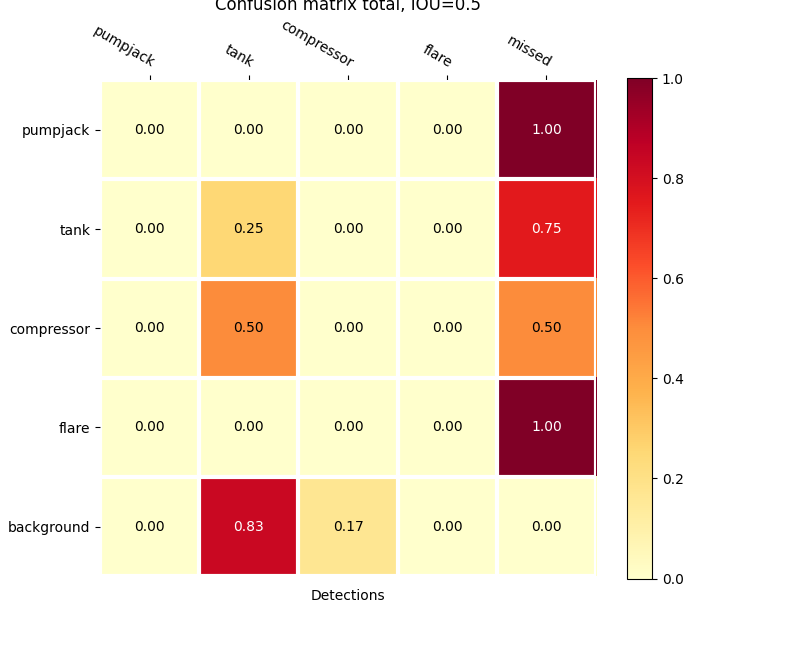 Confusion matrix total, IOU=0.5
pumpjack tank compressor flare missed
pumpjack 0.00 0.00 0.00 0.00 1.00
tank 0.00 0.25 0.00 0.00 0.75
compressor 0.00 0.50 0.00 0.00 0.50
flare 0.00 0.00 0.00 0.00 1.00
background 0.00 0.83 0.17 0.00 0.00
Detections
1.0
0.8
0.6
0.4
0.2
0.0